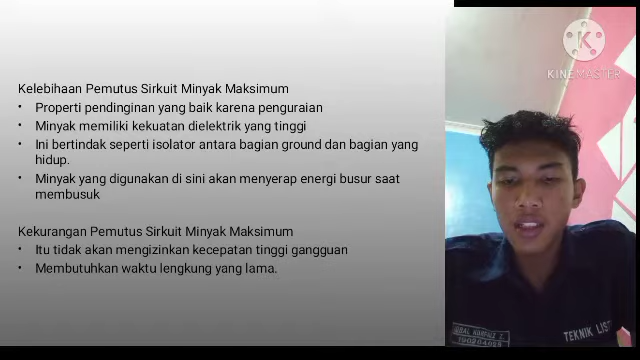 Kelebihaan Pemutus Sirkuit Minyak Maksimum
• Properti pendinginan yang baik karena penguraian
• Minyak memiliki kekuatan dielektrik yang tinggi
• Ini bertindak seperti isolator antara bagian ground dan bagian yang
hidup.
• Minyak yang digunakan di sini akan menyerap energi busur saat
membusuk
Kekurangan Pemutus Sirkuit Minyak Maksimum
• Itu tidak akan mengizinkan kecepatan tinggi gangguan
• Membutuhkan waktu lengkung yang lama.
KINEMASTER
TEKNIK